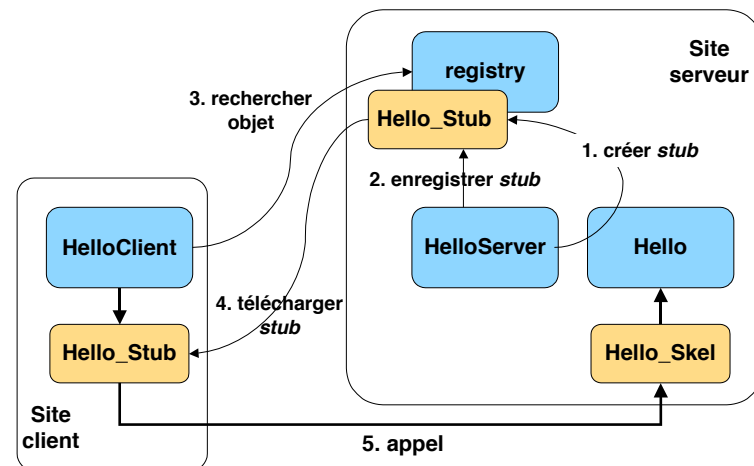 Site
serveur
registry
3. rechercher
objet
Hello_Stub
1. créer stub
2. enregistrer stub
HelloClient
HelloServer
Hello
4. télécharger
stub
Hello_Stub
Hello_Skel
Site
client
5. appel